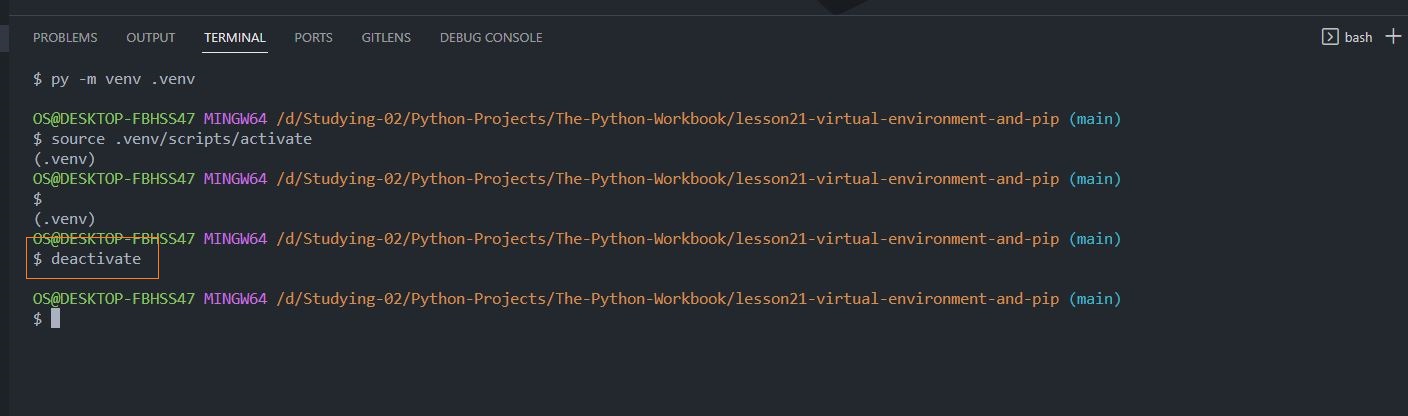 PROBLEMS OUTPUT TERMINAL PORTS GITLENS DEBUG CONSOLE bash
$ py -m venv .venv
OS@DESKTOP-FBHSS47 MINGW64 /d/Studying-02/Python-Projects/The-Python-Workbook/lesson21-virtual-environment-and-pip (main)
$ source .venv/scripts/activate
(.venv)
OS@DESKTOP-FBHSS47 MINGW64 /d/Studying-02/Python-Projects/The-Python-Workbook/lesson21-virtual-environment-and-pip (main)
$
(.venv)
OS@DESKTOP-FBHSS47 MINGW64 /d/Studying-02/Python-Projects/The-Python-Workbook/lesson21-virtual-environment-and-pip (main)
$ deactivate
OS@DESKTOP-FBHSS47 MINGW64 /d/Studying-02/Python-Projects/The-Python-Workbook/lesson21-virtual-environment-and-pip (main)
$